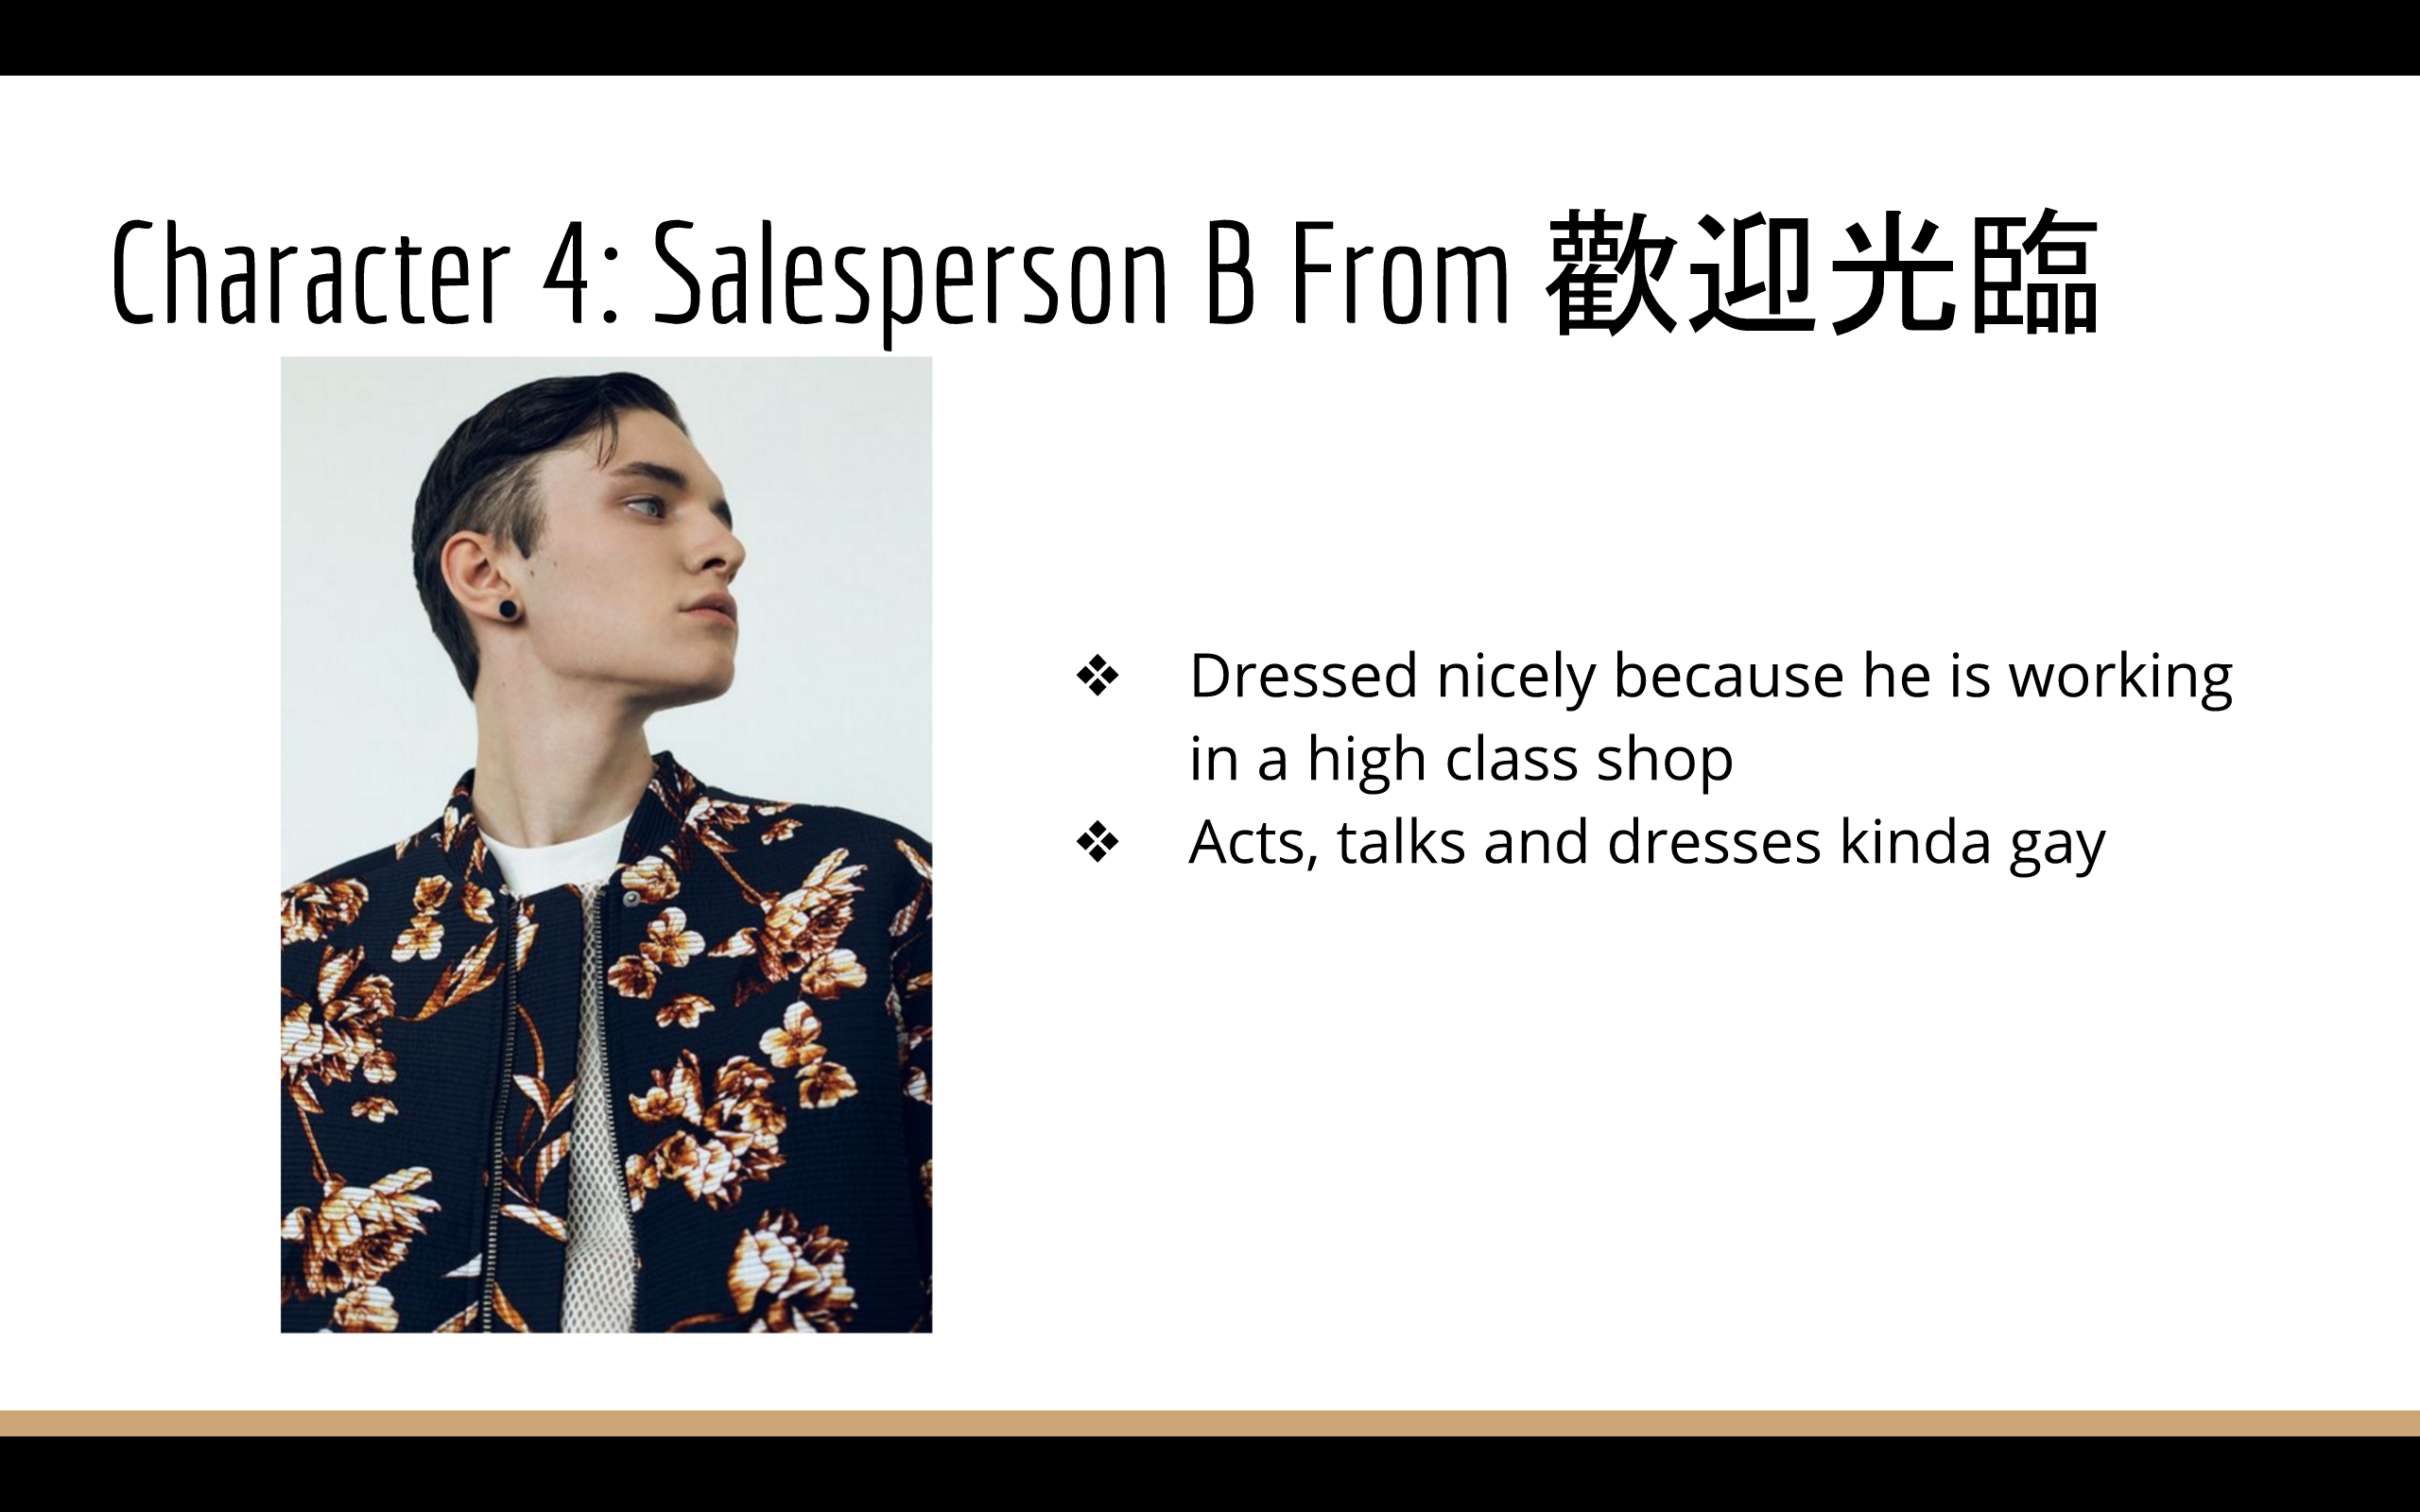 Character 4: Salesperson B From 歡迎光臨
❖ Dressed nicely because he is working
in a high class shop
❖ Acts, talks and dresses kinda gay